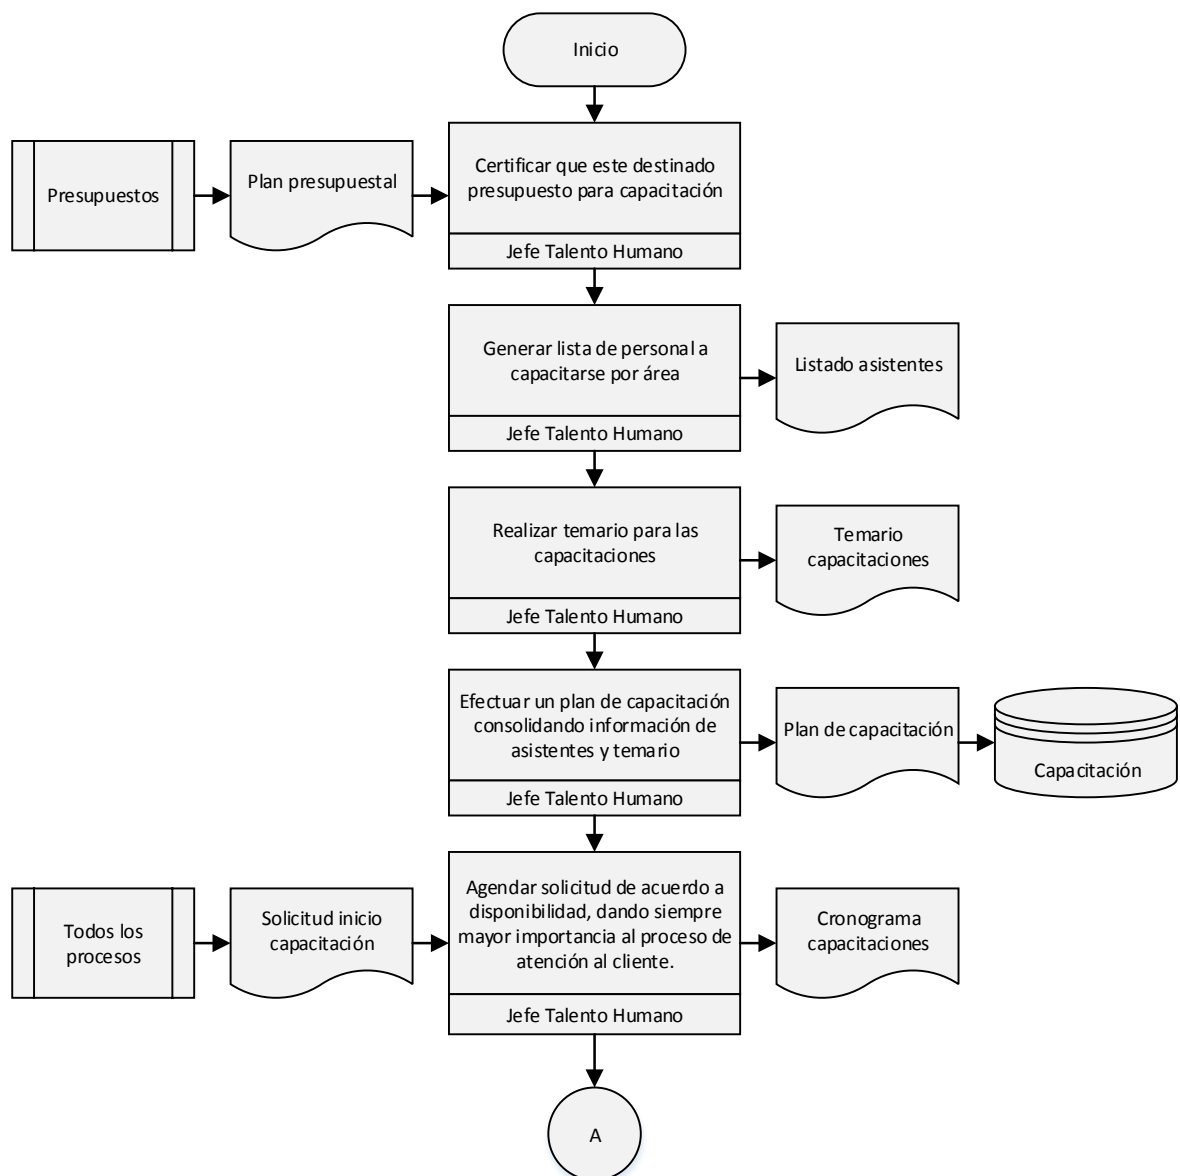 Inicio
Presupuestos
Plan presupuestal
Certificar que este destinado
presupuesto para capacitación
Jefe Talento Humano
Generar lista de personal a
capacitarse por área
Jefe Talento Humano
Listado asistentes
Realizar temario para las
capacitaciones
Jefe Talento Humano
Temario
capacitaciones
Efectuar un plan de capacitación
consolidando información de
asistentes y temario
Jefe Talento Humano
Plan de capacitación
Capacitación
Todos los
procesos
Solicitud inicio
capacitación
Agendar solicitud de acuerdo a
disponibilidad, dando siempre
mayor importancia al proceso de
atención al cliente.
Jefe Talento Humano
Cronograma
capacitaciones
A